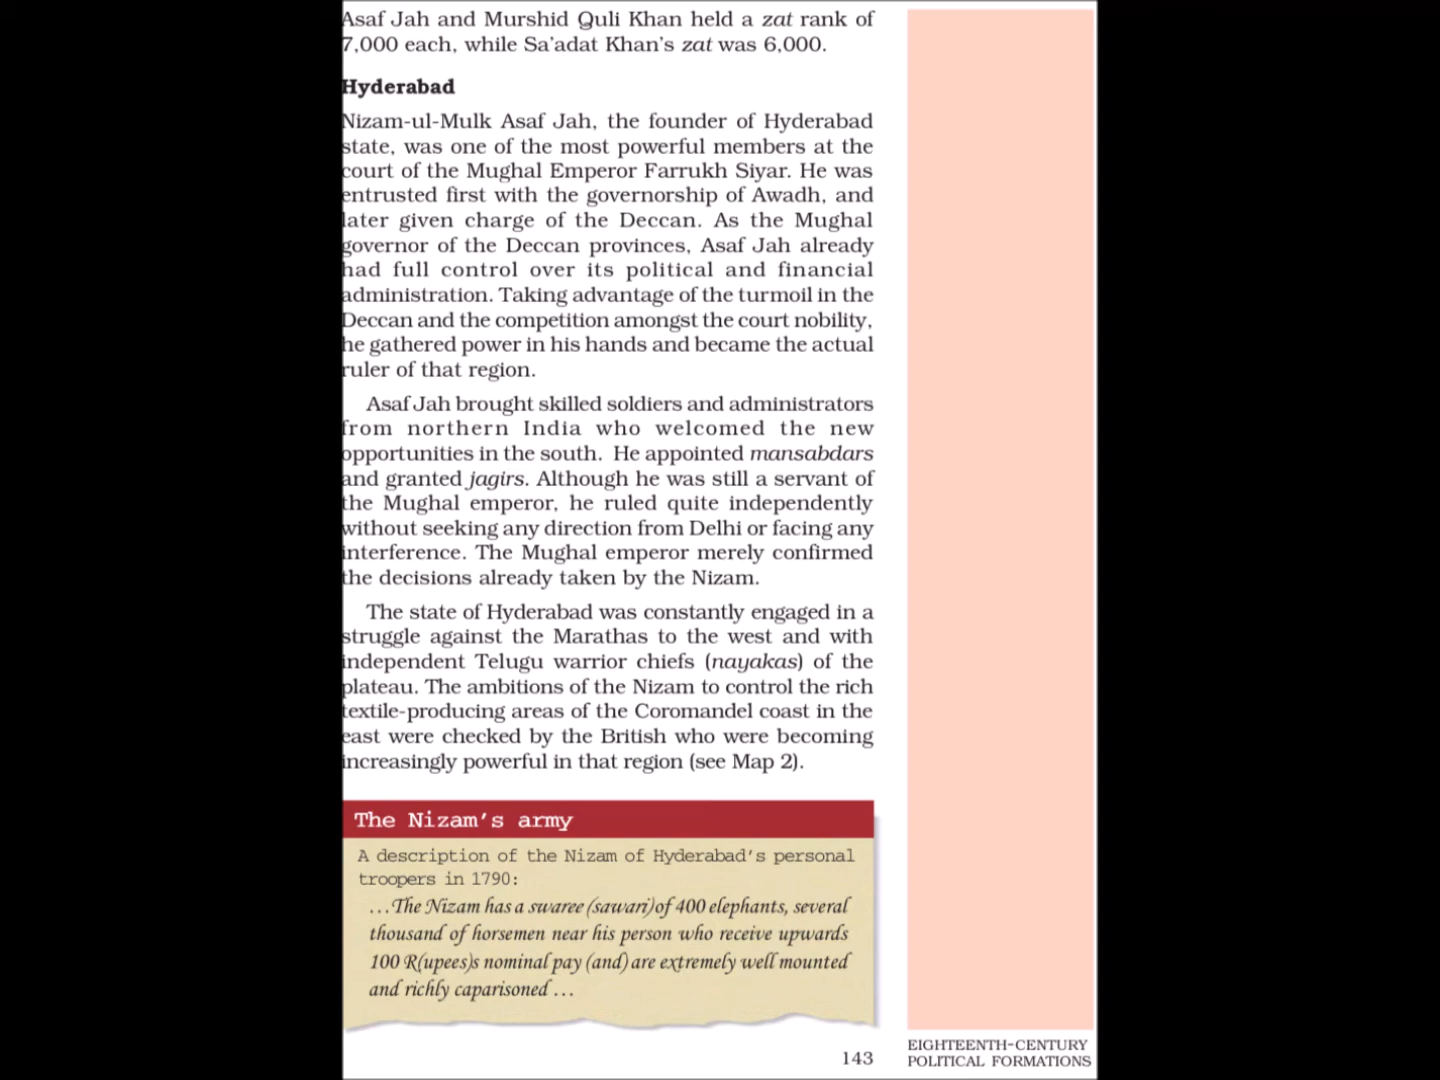 Asaf Jah and Murshid Quli Khan held a zat rank of
7,000 each, while Sa'adat Khan's zat was 6,000.
Hyderabad
Nizam-ul-Mulk Asaf Jah, the founder of Hyderabad
state, was one of the most powerful members at the
court of the Mughal Emperor Farrukh Siyar. He was
entrusted first with the governorship of Awadh, and
later given charge of the Deccan. As the Mughal
governor of the Deccan provinces, Asaf Jah already
had full control over its political and financial
administration. Taking advantage of the turmoil in the
Deccan and the competition amongst the court nobility,
he gathered power in his hands and became the actual
ruler of that region.
Asaf Jah brought skilled soldiers and administrators
from northern India who welcomed the new
opportunities in the south. He appointed mansabdars
and granted jagirs. Although he was still a servant of
the Mughal emperor, he ruled quite independently
without seeking any direction from Delhi or facing any
interference. The Mughal emperor merely confirmed
the decisions already taken by the Nizam.
The state of Hyderabad was constantly engaged in a
struggle against the Marathas to the west and with
independent Telugu warrior chiefs (nayakas) of the
plateau. The ambitions of the Nizam to control the rich
textile-producing areas of the Coromandel coast in the
east were checked by the British who were becoming
increasingly powerful in that region (see Map 2).
The Nizam's army
A description of the Nizam of Hyderabad's personal
troopers in 1790:
...The Nizam has a swaree (sawari)of 400 elephants, several
thousand of horsemen near his person who receive upwards
100 R(upees)s nominal pay (and) are extremely well mounted
and richly caparisoned ...
143
EIGHTEENTH-CENTURY
POLITICAL FORMATIONS